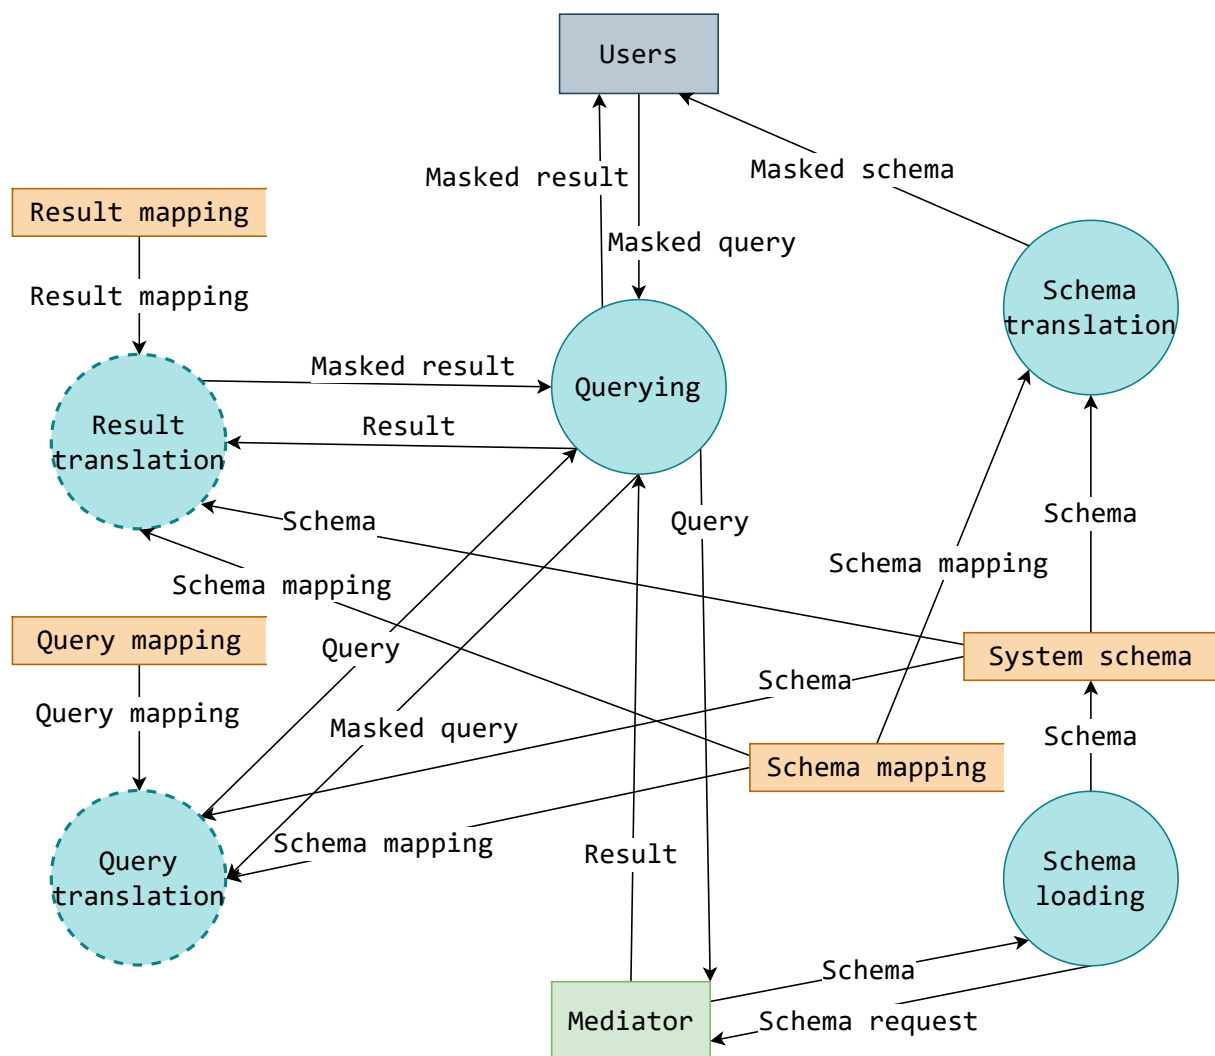 Users
Masked result
Masked schema
Result mapping
Masked query
Result mapping
Schema
translation
Masked result
Querying
Result
translation
Result
Schema
Query
Schema
Schema mapping
Schema mapping
Query mapping
Query
System schema
Schema
Query mapping
Masked query
Schema
Schema mapping
Schema mapping
Result
Query
translation
Schema
loading
Schema
Mediator
Schema request